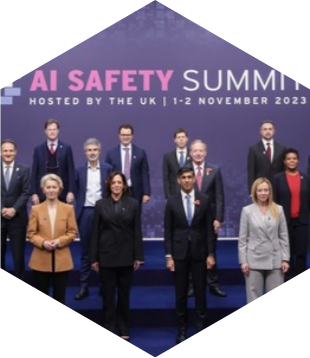 AI SAFETY SUMMIT
HOSTED BY THE UK | 1-2 NOVEMBER 2023